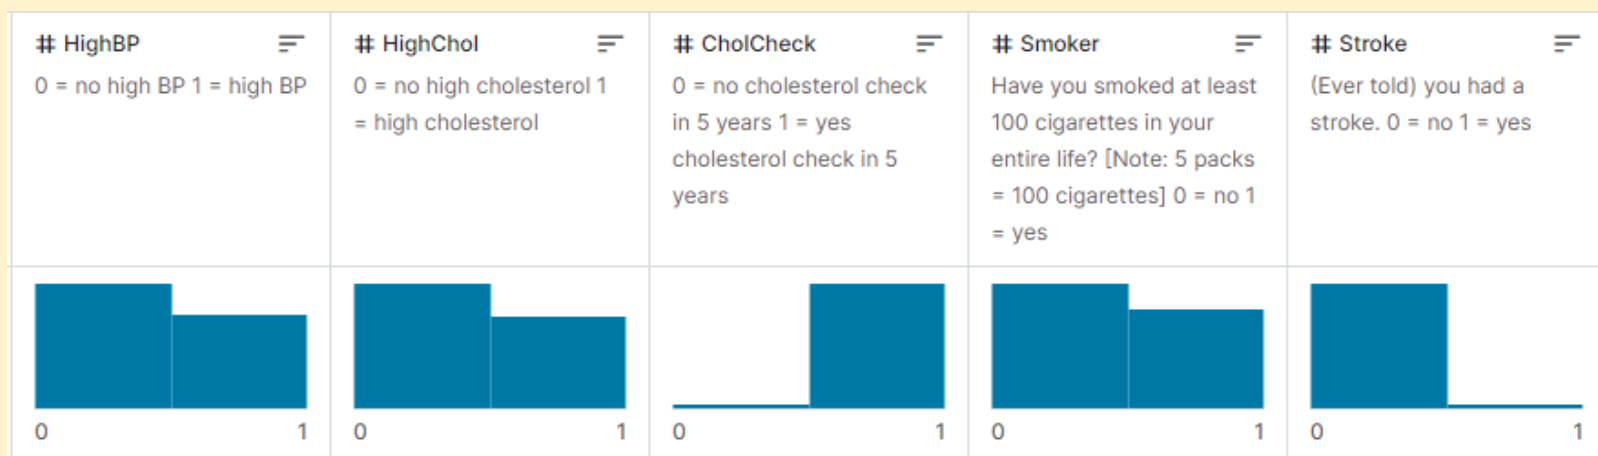 # HighBP
0 = no high BP 1 = high BP
# HighChol
0 = no high cholesterol 1
= high cholesterol
# CholCheck
0 = no cholesterol check
in 5 years 1 = yes
cholesterol check in 5
years
# Smoker
Have you smoked at least
100 cigarettes in your
entire life? [Note: 5 packs
= 100 cigarettes] 0 = no 1
= yes
# Stroke
(Ever told) you had a
stroke. 0 = no 1 = yes
0 1
0 1
0 1
0 1
0 1